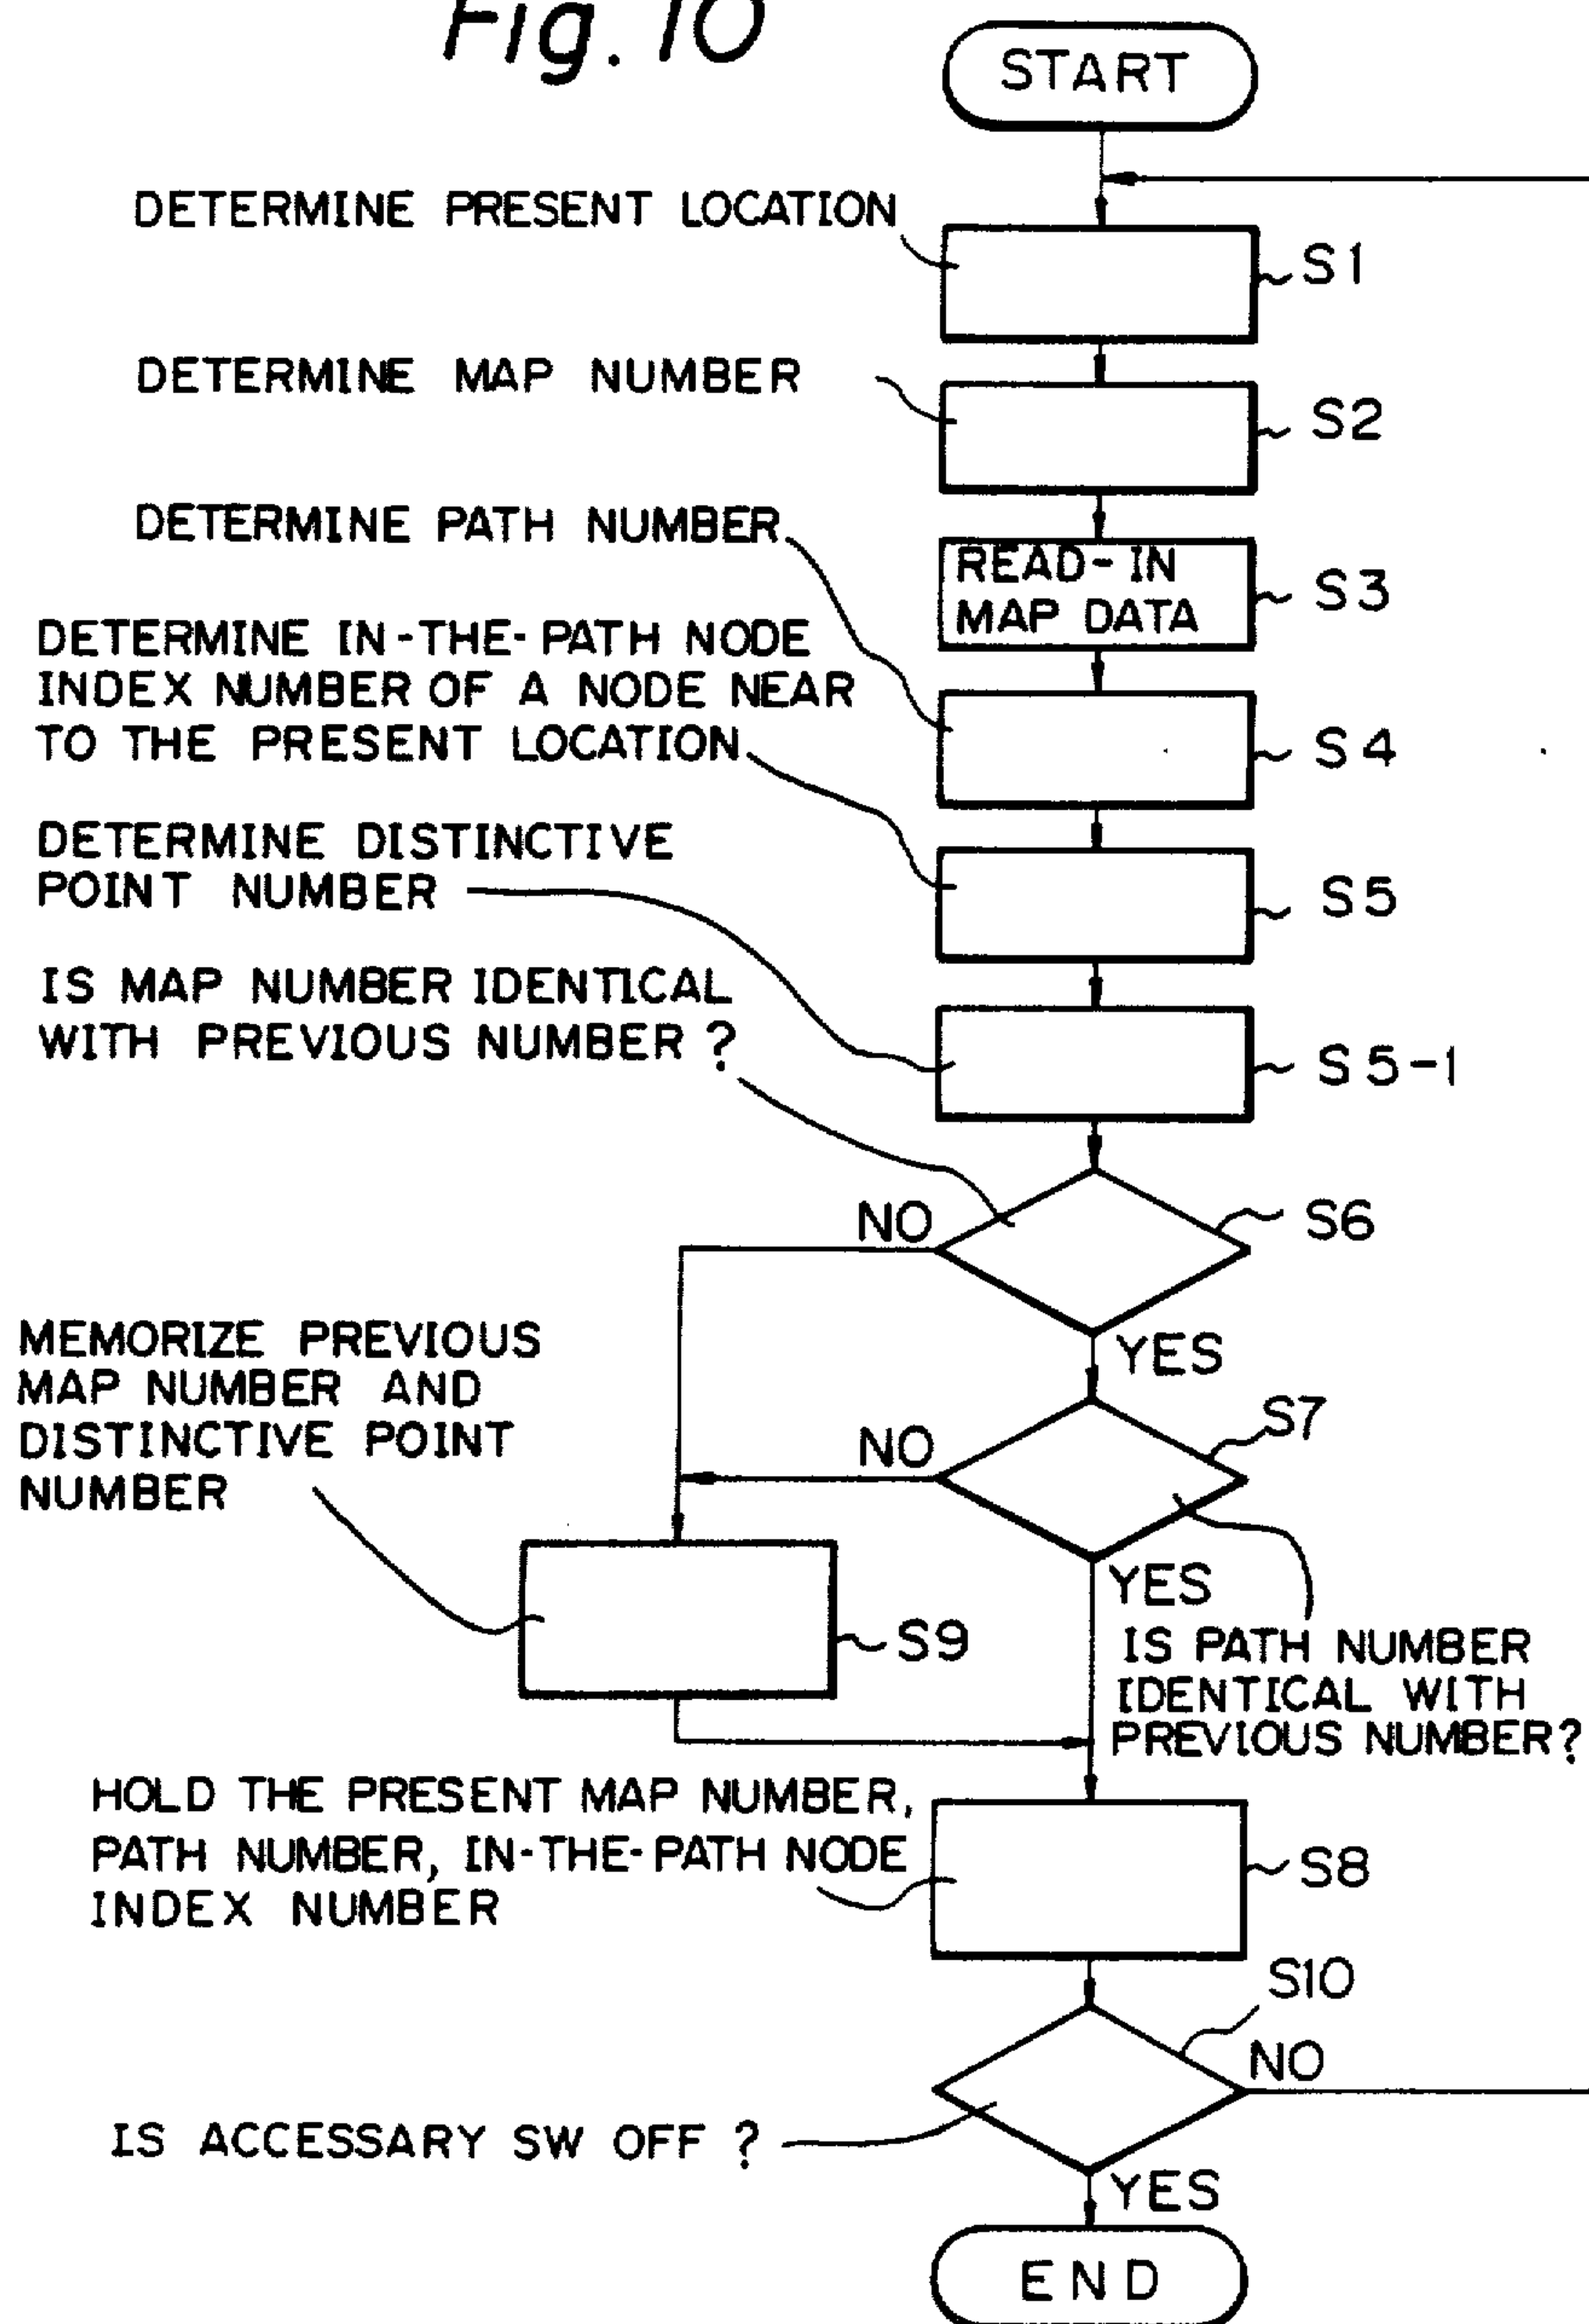 Fig. 10
START
DETERMINE PRESENT LOCATION
S1
DETERMINE MAP NUMBER
S2
DETERMINE PATH NUMBER
READ-IN
MAP DATA
S3
DETERMINE IN-THE-PATH NODE
INDEX NUMBER OF A NODE NEAR
TO THE PRESENT LOCATION
S4
DETERMINE DISTINCTIVE
POINT NUMBER
S5
IS MAP NUMBER IDENTICAL
WITH PREVIOUS NUMBER ?
S5-1
NO
S6
YES
MEMORIZE PREVIOUS
MAP NUMBER AND
DISTINCTIVE POINT
NUMBER
NO
S7
YES
S9
IS PATH NUMBER
IDENTICAL WITH
PREVIOUS NUMBER?
HOLD THE PRESENT MAP NUMBER,
PATH NUMBER, IN-THE-PATH NODE
INDEX NUMBER
S8
S10
NO
IS ACCESSARY SW OFF ?
YES
END